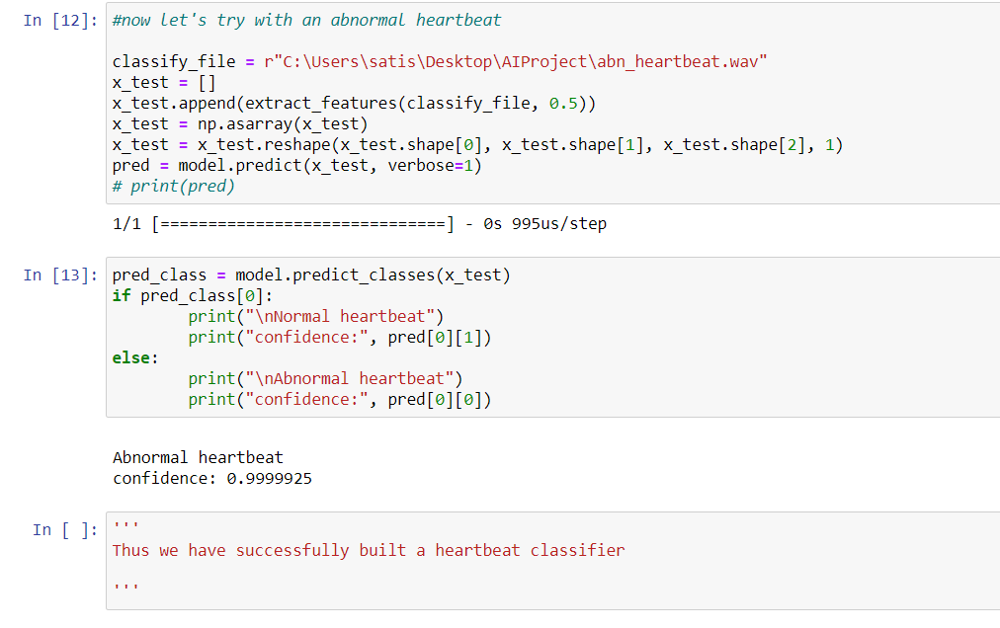 In [12]: #now let's try with an abnormal heartbeat
classify_file = r"C:\Users\satis\Desktop\AIProject\abn_heartbeat.wav"
x_test = []
x_test.append(extract_features(classify_file, 0.5))
x_test = np.asarray(x_test)
x_test = x_test.reshape(x_test.shape[0], x_test.shape[1], x_test.shape[2], 1)
pred = model.predict(x_test, verbose=1)
# print(pred)
1/1 [==============================] - 0s 995us/step
In [13]: pred_class = model.predict_classes(x_test)
if pred_class[0]:
print("\nNormal heartbeat")
print("confidence:", pred[0][1])
else:
print("\nAbnormal heartbeat")
print("confidence:", pred[0][0])
Abnormal heartbeat
confidence: 0.9999925
In [ ]: '''
Thus we have successfully built a heartbeat classifier
'''